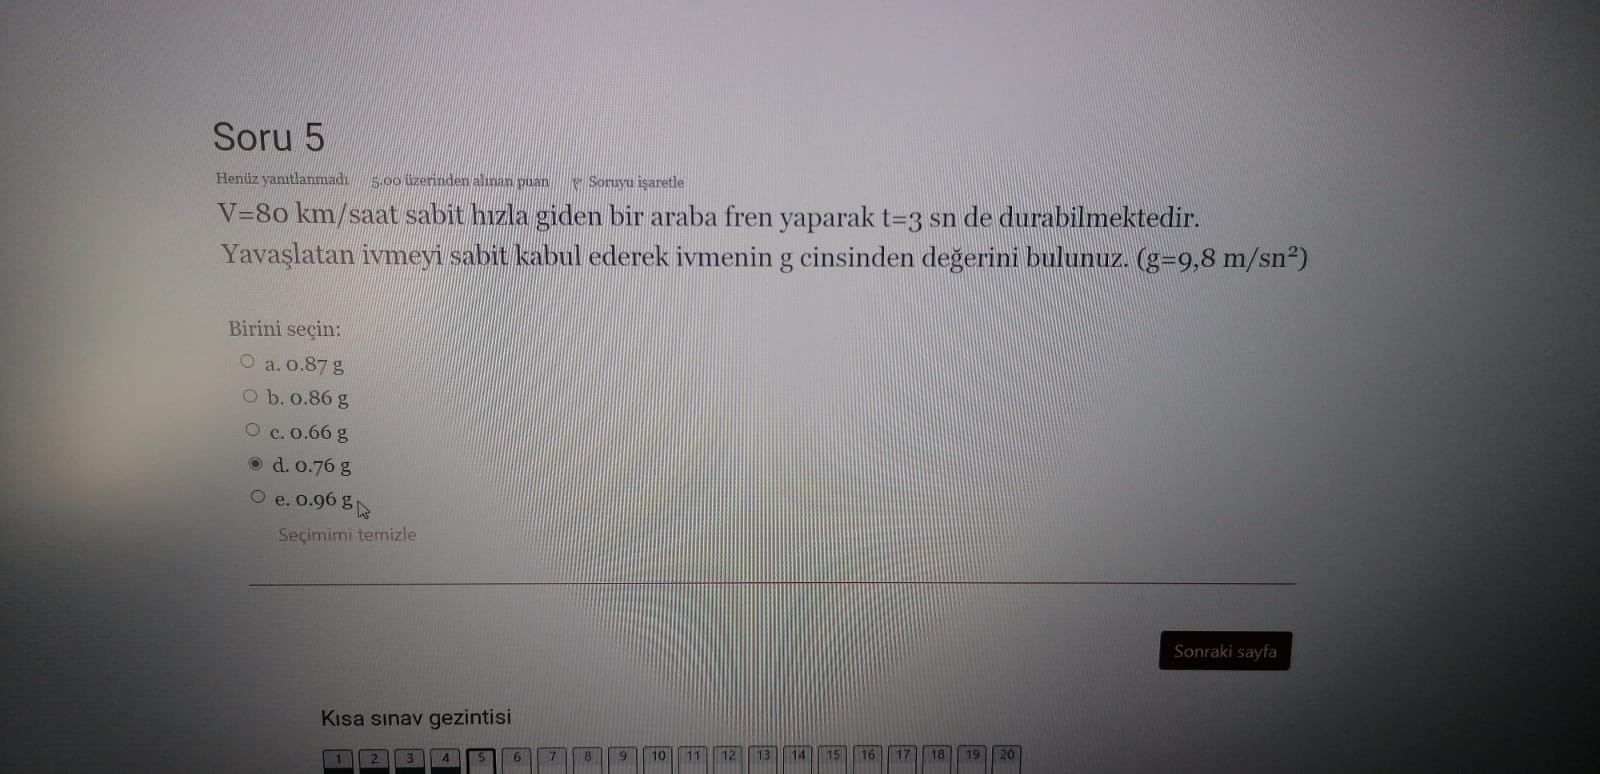 Soru 5
Henüz yanıtlanmadı 5.00 üzerinden alınan puan Soruyu işaretle
V=80 km/saat sabit hızla giden bir araba fren yaparak t=3 sn de durabilmektedir.
Yavaşlatan ivmeyi sabit kabul ederek ivmenin g cinsinden değerini bulunuz. (g=9,8 m/sn²)
Birini seçin:
a. 0.87 g
b. 0.86 g
c. 0.66 g
d. 0.76 g
e. 0.96 g
Seçimimi temizle
Sonraki sayfa
Kısa sınav gezintisi
1 2 3 4 5 6 7 8 9 10 11 12 13 14 15 16 17 18 19 20